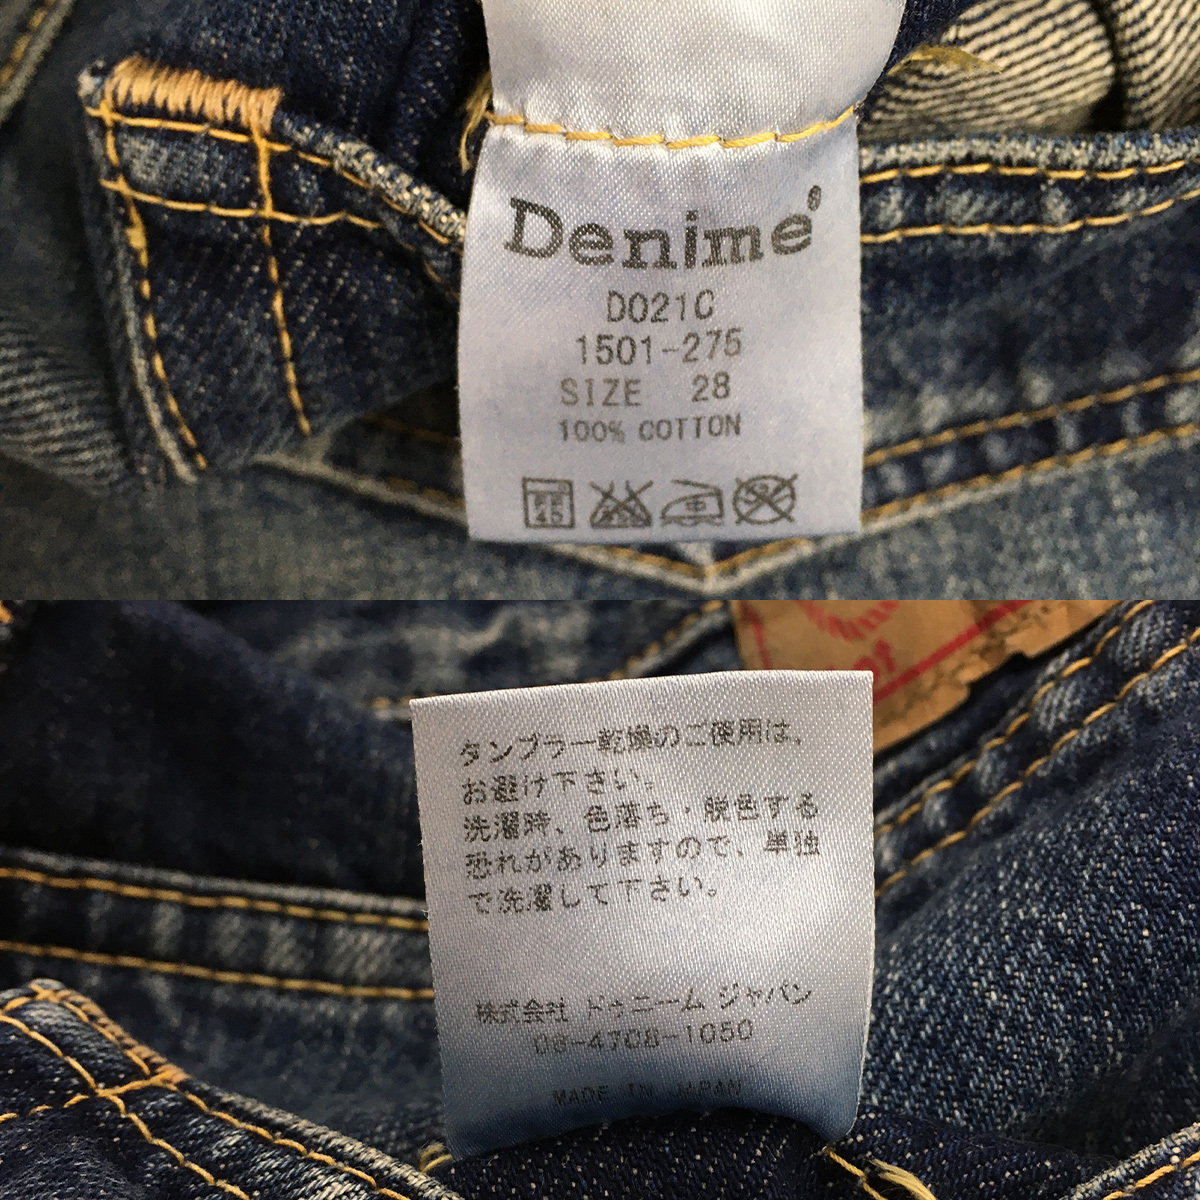 Denime®
D021C
1501-275
SIZE 28
100% COTTON
タンブラー乾燥のご使用は、
お避け下さい。
洗濯時、色落ち・脱色する
恐れがありますので、単独
で洗濯して下さい。
株式会社 ドゥニーム ジャパン
06-4708-1050
MADE IN JAPAN